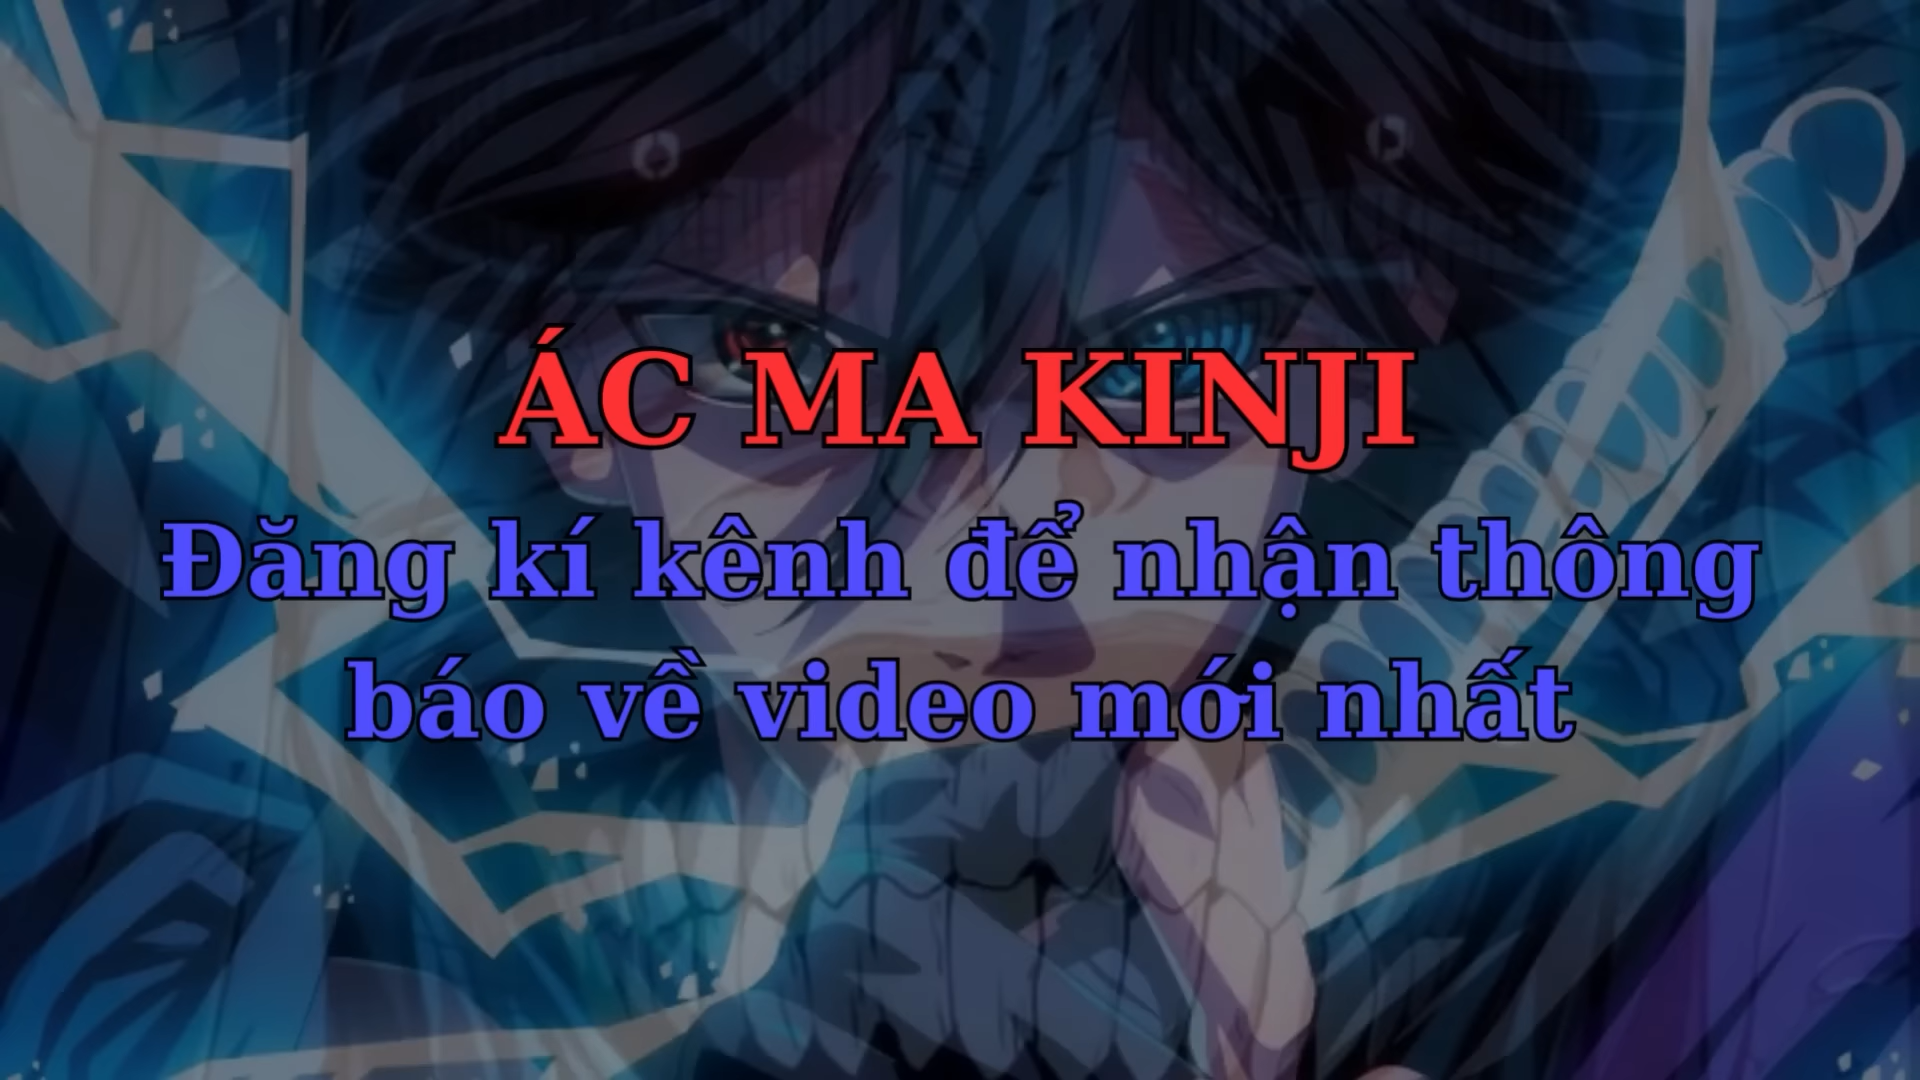 ÁC MA KINJI
Đăng kí kênh để nhận thông
báo về video mới nhất